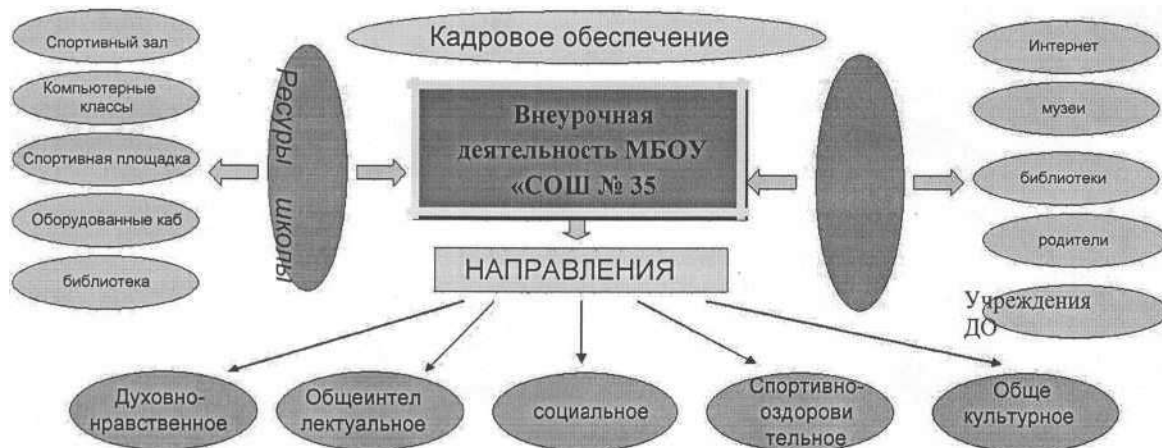 Кадровое обеспечение
Спортивный зал
Компьютерные
классы
Спортивная площадка
Оборудованные каб
библиотека
Ресуры школы
Внеурочная
деятельность МБОУ
«СОШ № 35
Интернет
музеи
библиотеки
родители
Учреждения
ДО
НАПРАВЛЕНИЯ
Духовно-
нравственное
Общеинтел
лектуальное
социальное
Спортивно-
оздорови
тельное
Обще
культурное